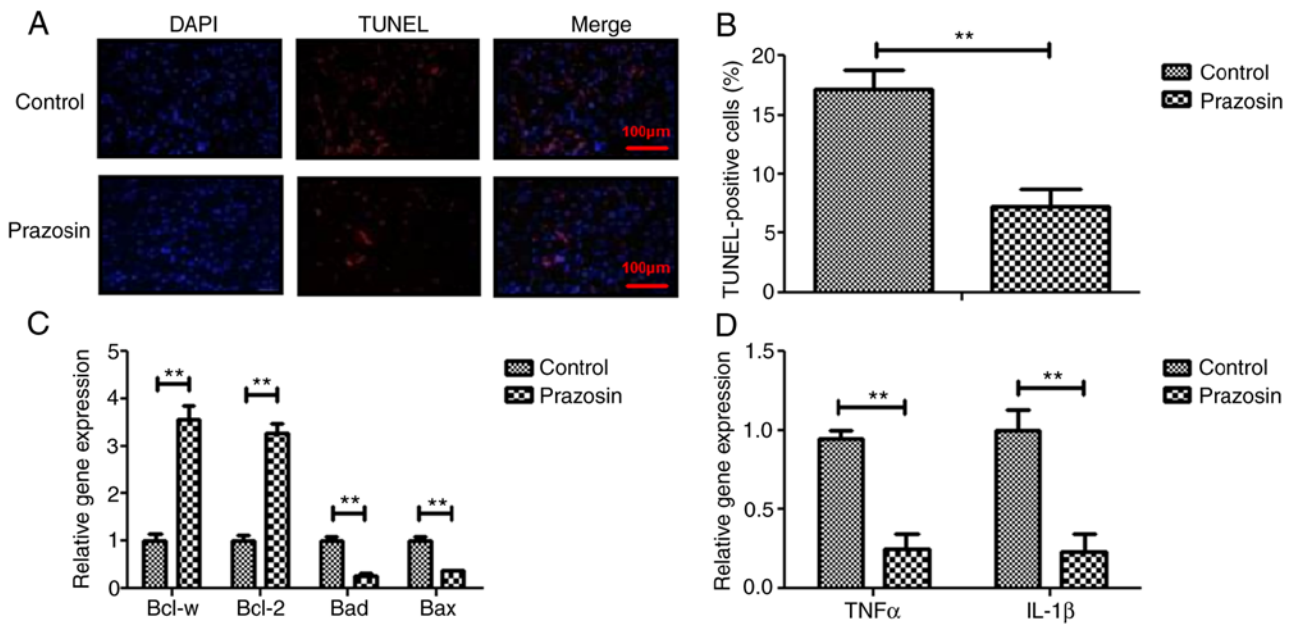 A
DAPI TUNEL Merge
Control
100µm
Prazosin
100µm
B
TUNEL-positive cells (%)
20
15
10
5
0
**
Control
Prazosin
C
Relative gene expression
5
4
3
2
1
0
** ** ** **
Bcl-w Bcl-2 Bad Bax
Control
Prazosin
D
Relative gene expression
1.5
1.0
0.5
0.0
** **
TNFα IL-1β
Control
Prazosin